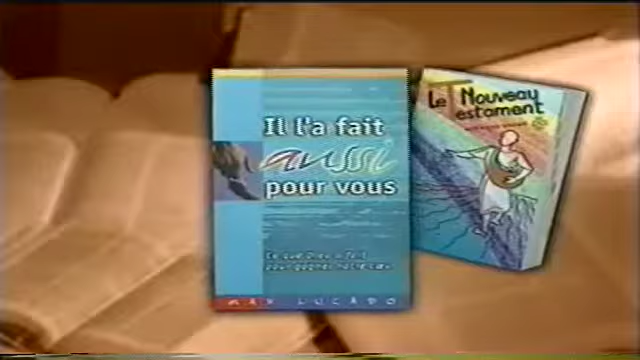 Il l'a fait
aussi
pour vous
Ce que Dieu a fait
pour gagner notre cœur
MAX LUCADO
Le Nouveau
Testament